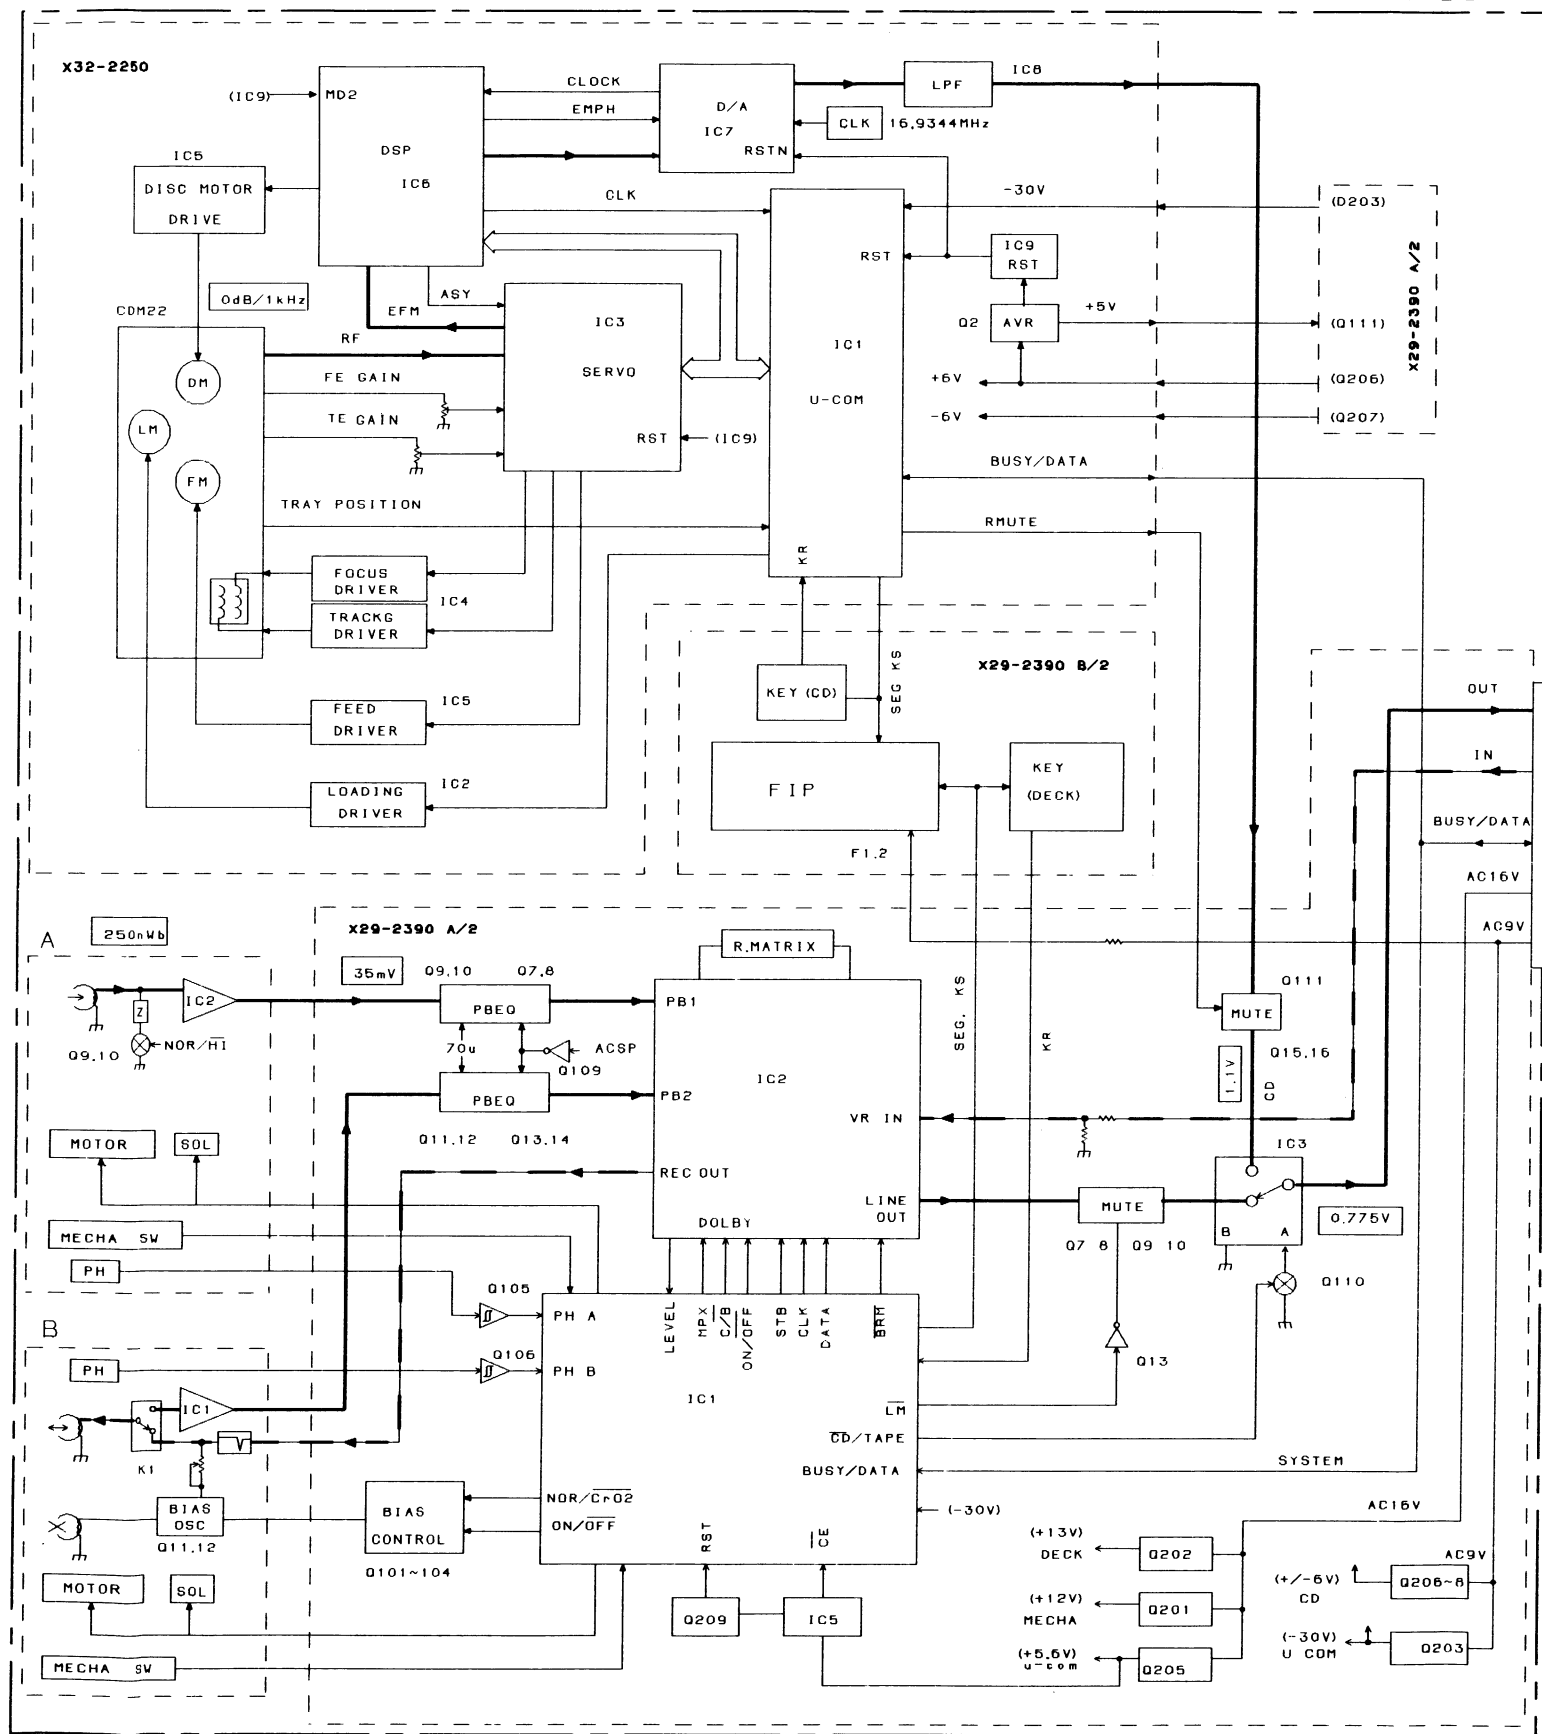 X32-2250
(IC9)
MD2
DSP
IC6
CLOCK
EMPH
D/A
IC7
RSTN
LPF
IC8
CLK
16.9344MHz
IC5
DISC MOTOR
DRIVE
CLK
-30V
(D203)
X29-2390 A/2
RST
IC9
RST
0dB/1kHz
ASY
EFM
CDM22
RF
IC3
SERVO
Q2
AVR
+5V
(Q111)
IC1
U-COM
DM
FE GAIN
+6V
(Q206)
LM
TE GAIN
-6V
(Q207)
RST
(IC9)
FM
BUSY/DATA
TRAY POSITION
RMUTE
KR
FOCUS
DRIVER
IC4
TRACKG
DRIVER
SEG KS
X29-2390 B/2
KEY (CD)
OUT
FEED
DRIVER
IC5
IN
FIP
KEY
(DECK)
LOADING
DRIVER
IC2
BUSY/DATA
F1.2
AC16V
A
250nWb
X29-2390 A/2
AC9V
R,MATRIX
35mV
Q9,10
Q7,8
IC2
PBEQ
PB1
Q111
MUTE
SEG. KS
KR
Z
Q9,10
NOR/HI
70u
ACSP
Q109
Q15,16
1.1V
CD
IC2
PBEQ
PB2
VR IN
Q11,12
Q13,14
IC3
MOTOR
SOL
REC OUT
LINE
OUT
MUTE
B
A
0.775V
DOLBY
Q7 8
Q9 10
MECHA SW
PH
Q105
Q110
B
PH A
LEVEL
MPX
C/B
ON/OFF
STB
CLK
DATA
BRM
PH
Q106
PH B
Q13
IC1
IC1
LM
CD/TAPE
K1
SYSTEM
BUSY/DATA
BIAS
OSC
Q11,12
BIAS
CONTROL
Q101~104
NOR/CrO2
ON/OFF
RST
CE
(-30V)
AC16V
(+13V)
DECK
Q202
AC9V
MOTOR
SOL
(+/-6V)
CD
Q206~8
Q209
IC5
(+12V)
MECHA
Q201
(-30V)
U COM
Q203
MECHA SW
(+5.6V)
u-com
Q205